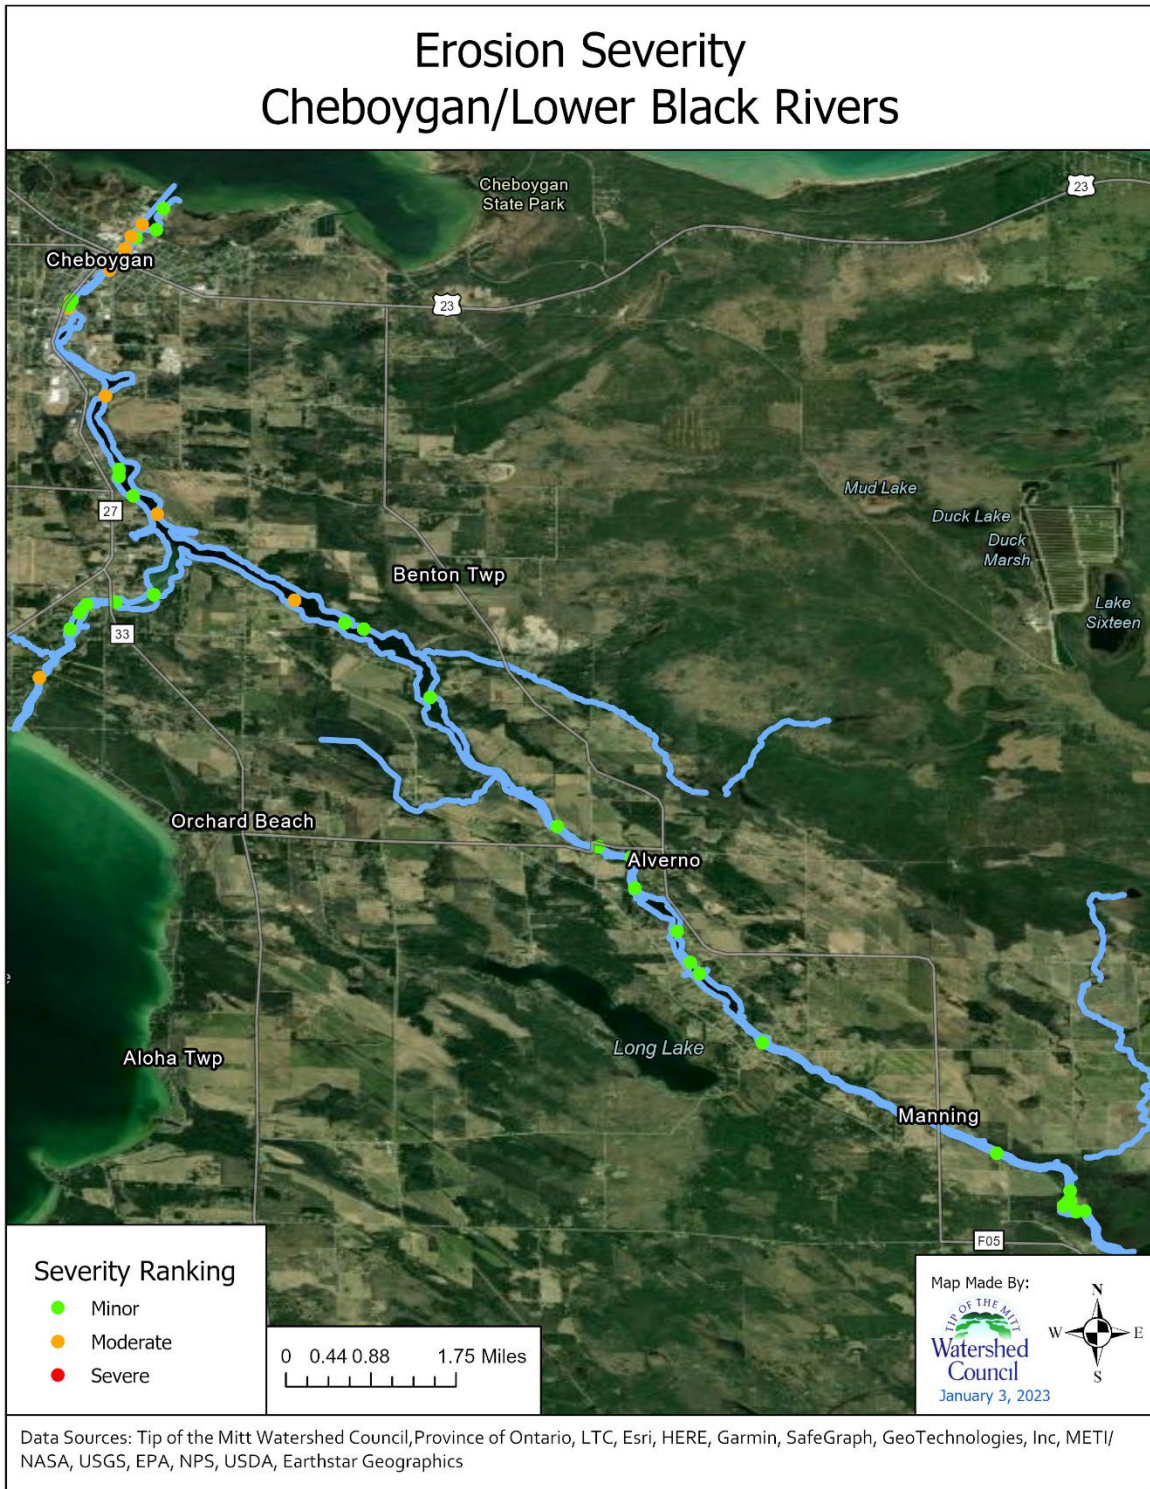 Erosion Severity
Cheboygan/Lower Black Rivers
Cheboygan
State Park
23
Cheboygan
23
Mud Lake
Duck Lake
27
Duck
Marsh
Benton Twp
Lake
Sixteen
33
Orchard Beach
Alverno
e
Long Lake
Aloha Twp
Manning
F05
Severity Ranking
Minor
Moderate
Severe
0 0.44 0.88 1.75 Miles
Map Made By:
TIP OF THE MITT
Watershed
Council
January 3, 2023
N
W E
S
Data Sources: Tip of the Mitt Watershed Council,Province of Ontario, LTC, Esri, HERE, Garmin, SafeGraph, GeoTechnologies, Inc, METI/
NASA, USGS, EPA, NPS, USDA, Earthstar Geographics